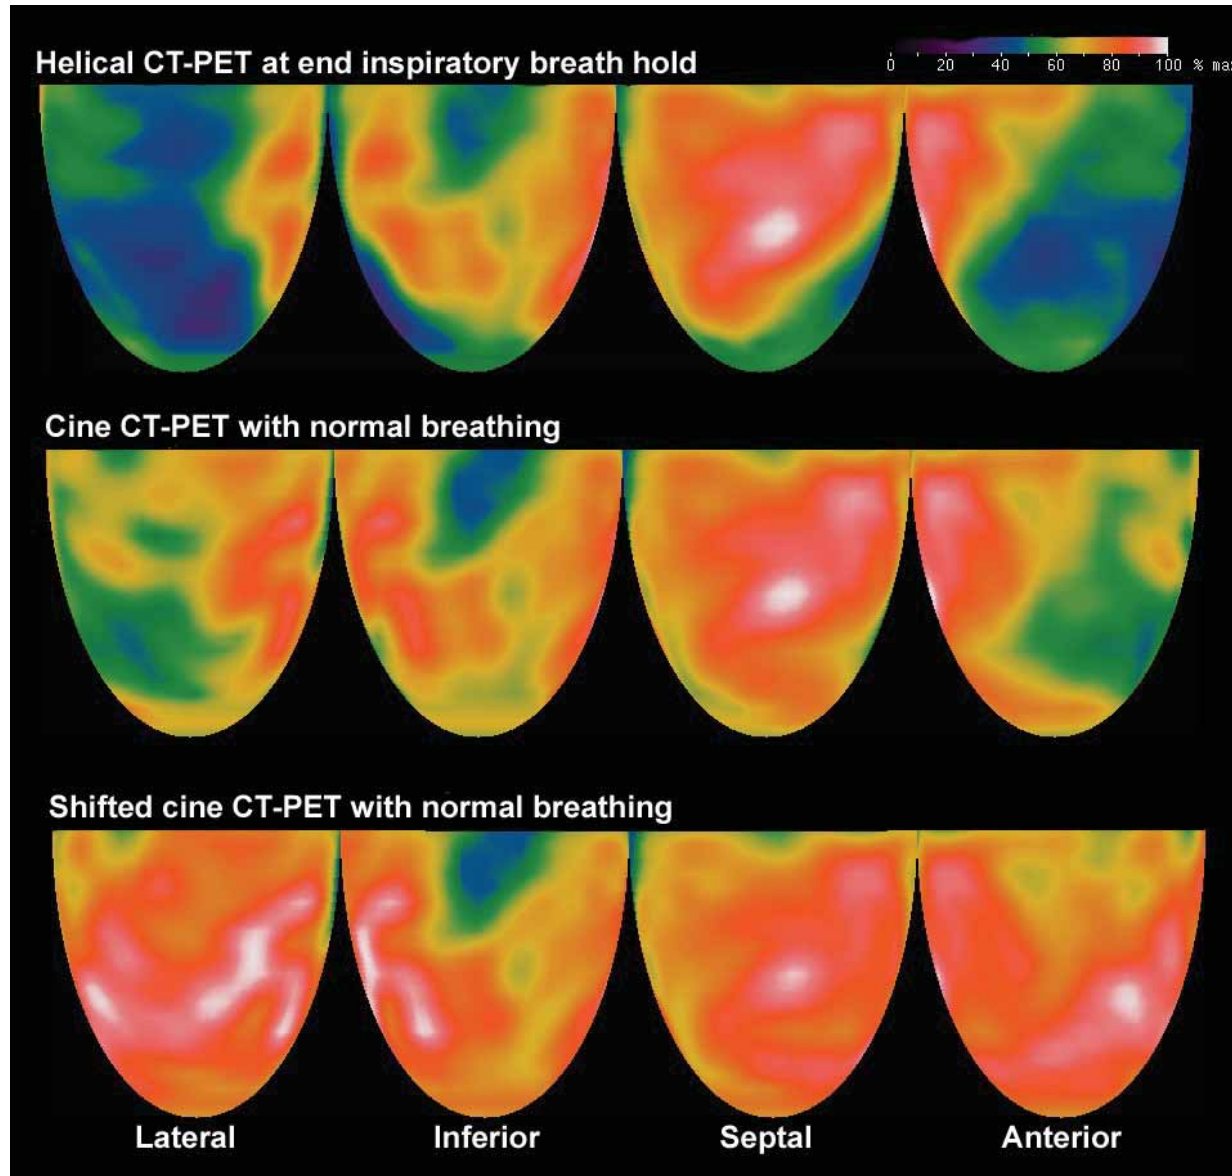 Helical CT-PET at end inspiratory breath hold
0 20 40 60 80 100 % max
Cine CT-PET with normal breathing
Shifted cine CT-PET with normal breathing
Lateral Inferior Septal Anterior